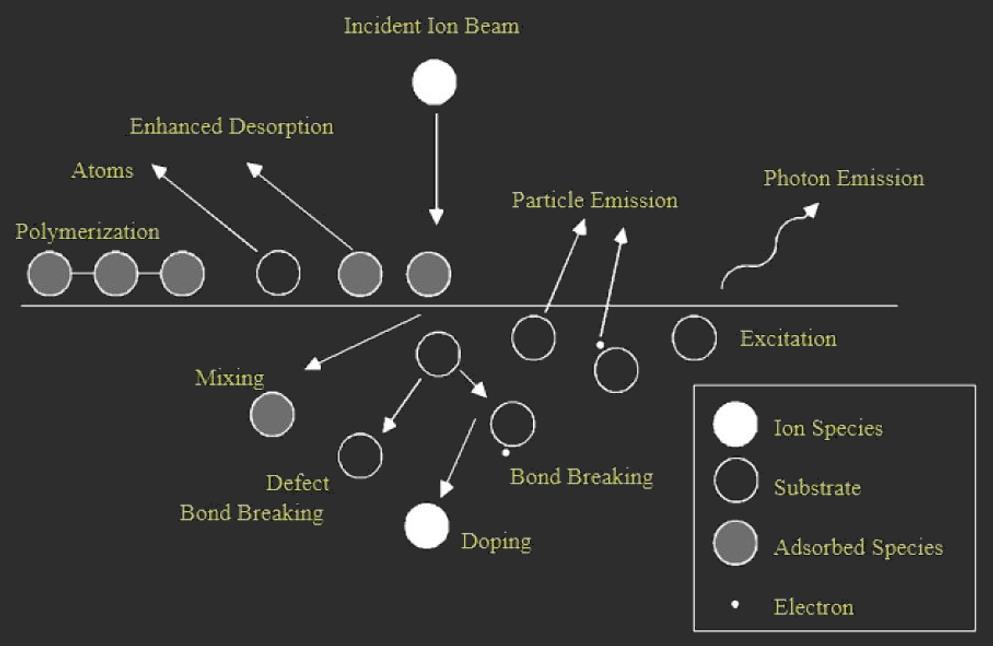 Incident Ion Beam
Enhanced Desorption
Atoms
Photon Emission
Particle Emission
Polymerization
Excitation
Mixing
Defect
Bond Breaking
Bond Breaking
Doping
Ion Species
Substrate
Adsorbed Species
Electron